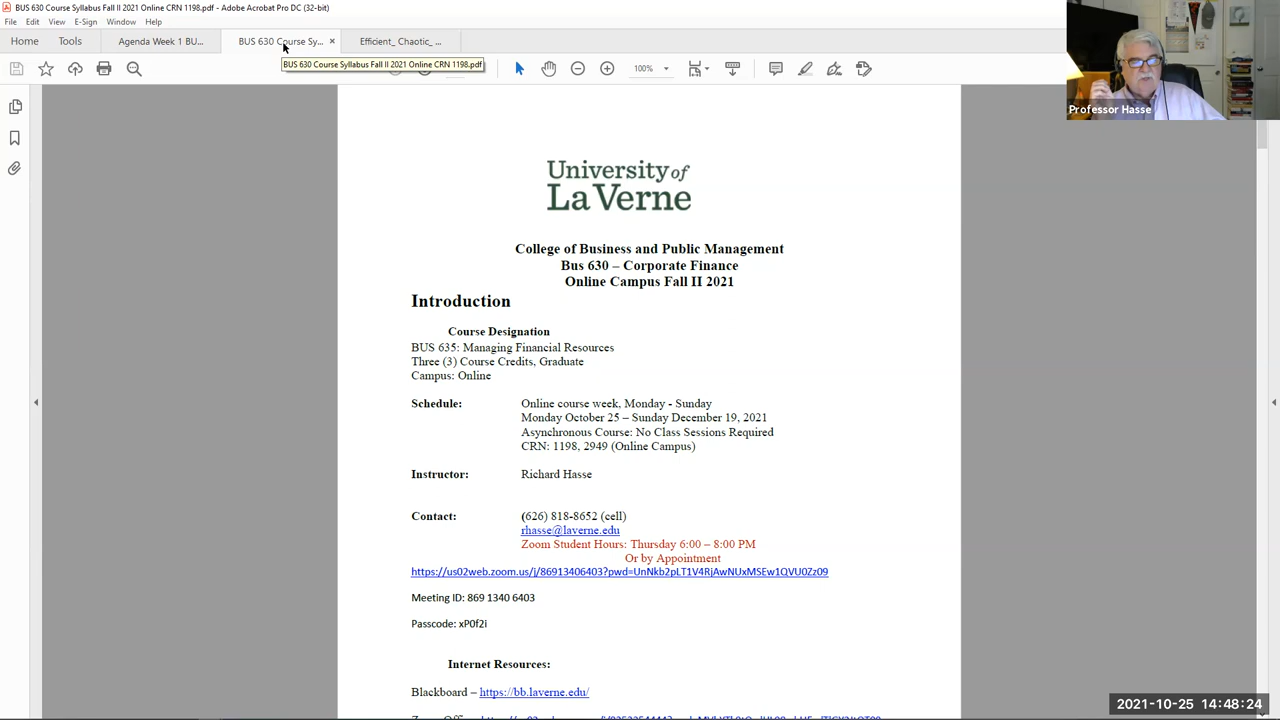 BUS 630 Course Syllabus Fall II 2021 Online CRN 1198.pdf - Adobe Acrobat Pro DC (32-bit)
File Edit View E-Sign Window Help
Home Tools Agenda Week 1 BU... BUS 630 Course Sy... × Efficient_ Chaotic_ ...
BUS 630 Course Syllabus Fall II 2021 Online CRN 1198.pdf
100%
Professor Hasse
University of
La Verne
College of Business and Public Management
Bus 630 – Corporate Finance
Online Campus Fall II 2021
Introduction
Course Designation
BUS 635: Managing Financial Resources
Three (3) Course Credits, Graduate
Campus: Online
Schedule: Online course week, Monday - Sunday
Monday October 25 – Sunday December 19, 2021
Asynchronous Course: No Class Sessions Required
CRN: 1198, 2949 (Online Campus)
Instructor: Richard Hasse
Contact: (626) 818-8652 (cell)
rhasse@laverne.edu
Zoom Student Hours: Thursday 6:00 – 8:00 PM
Or by Appointment
https://us02web.zoom.us/j/86913406403?pwd=UnNkb2pLT1V4RjAwNUxMSEw1QVU0Zz09
Meeting ID: 869 1340 6403
Passcode: xP0f2i
Internet Resources:
Blackboard – https://bb.laverne.edu/
2021-10-25 14:48:24